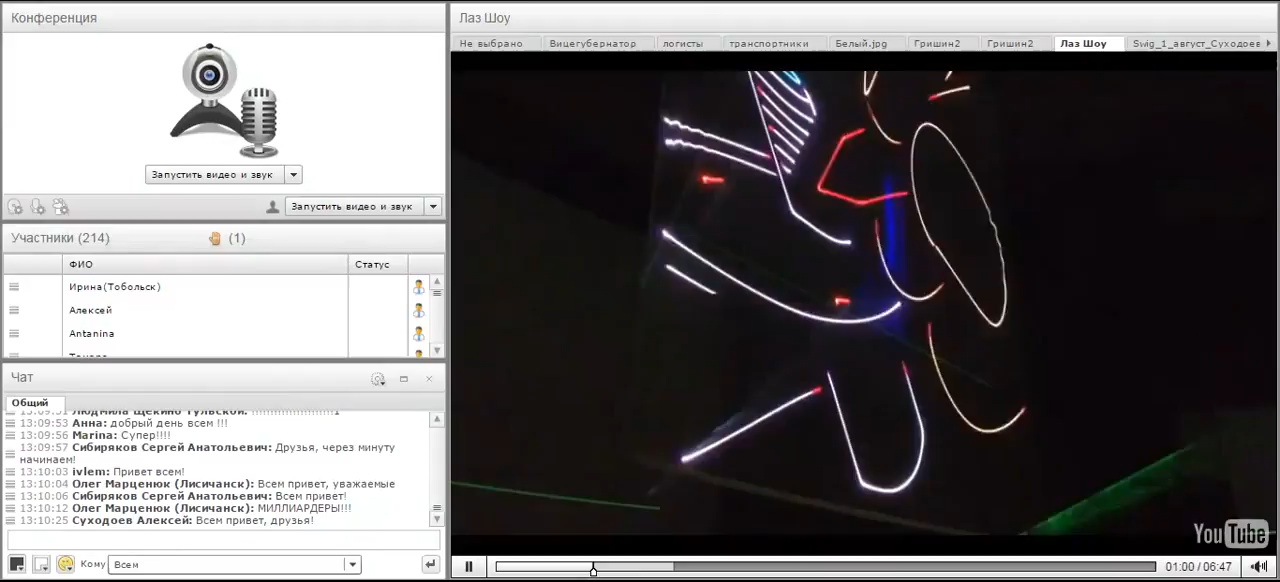 Конференция
Запустить видео и звук
Запустить видео и звук
Участники (214) (1)
ФИО Статус
Ирина(Тобольск)
Алексей
Antanina
Чат
Общий
13:09:53 Анна: добрый день всем !!!
13:09:56 Marina: Супер!!!!
13:09:57 Сибиряков Сергей Анатольевич: Друзья, через минуту
начинаем!
13:10:03 ivlem: Привет всем!
13:10:04 Олег Марценюк (Лисичанск): Всем привет, уважаемые
13:10:06 Сибиряков Сергей Анатольевич: Всем привет!
13:10:12 Олег Марценюк (Лисичанск): МИЛЛИАРДЕРЫ!!!
13:10:25 Суходоев Алексей: Всем привет, друзья!
Кому Всем
Лаз Шоу
Не выбрано Вицегубернатор логисты транспортники Белый.jpg Гришин2 Гришин2 Лаз Шоу Swig_1_август_Суходоев
YouTube
01:00 / 06:47